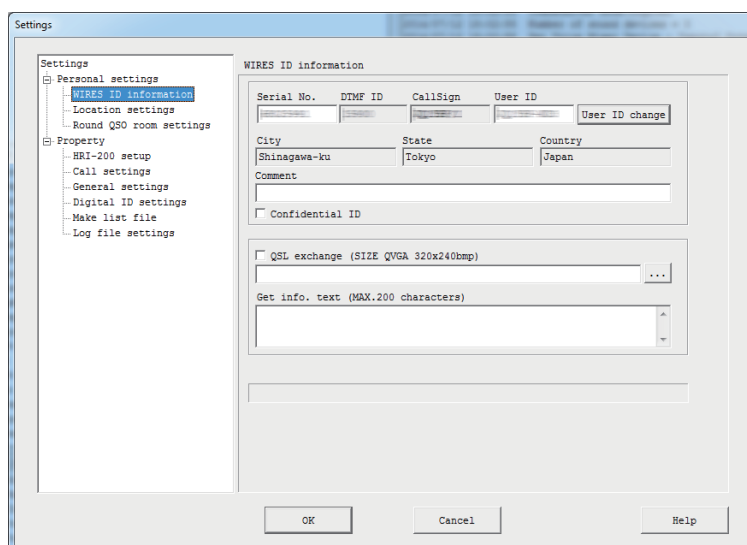 Settings
Settings
Personal settings
WIRES ID information
Location settings
Round QSO room settings
Property
HRI-200 setup
Call settings
General settings
Digital ID settings
Make list file
Log file settings
WIRES ID information
Serial No. DTMF ID CallSign User ID
User ID change
City State Country
Shinagawa-ku Tokyo Japan
Comment
Confidential ID
QSL exchange (SIZE QVGA 320x240bmp)
...
Get info. text (MAX.200 characters)
OK Cancel Help